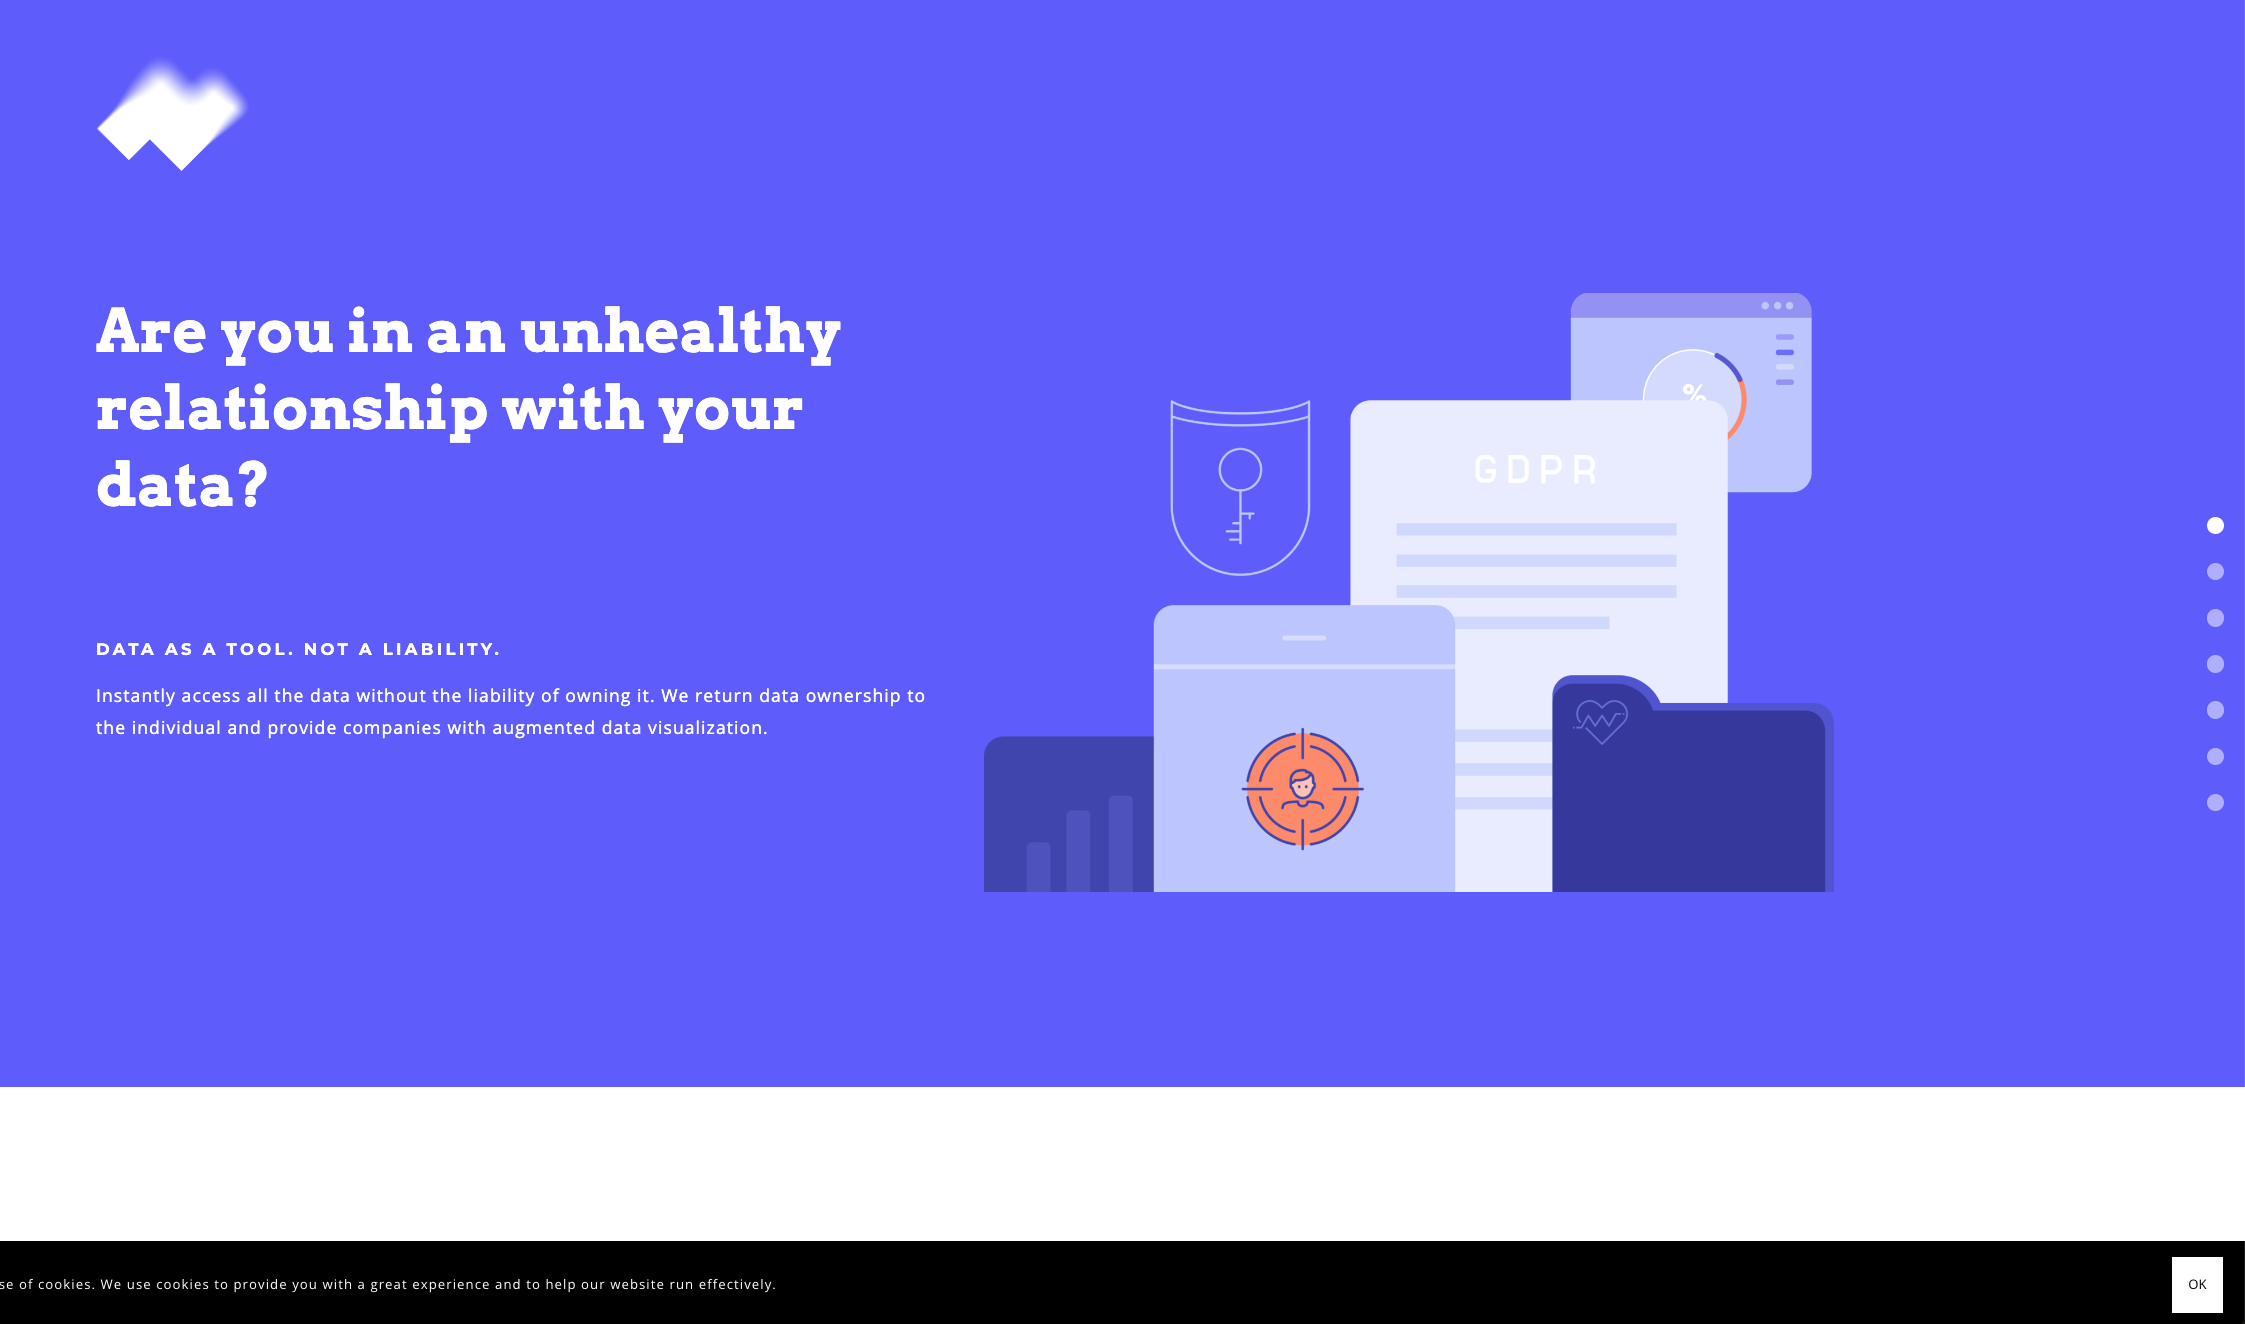 Are you in an unhealthy
relationship with your
data?
%
GDPR
DATA AS A TOOL. NOT A LIABILITY.
Instantly access all the data without the liability of owning it. We return data ownership to
the individual and provide companies with augmented data visualization.
se of cookies. We use cookies to provide you with a great experience and to help our website run effectively.
OK